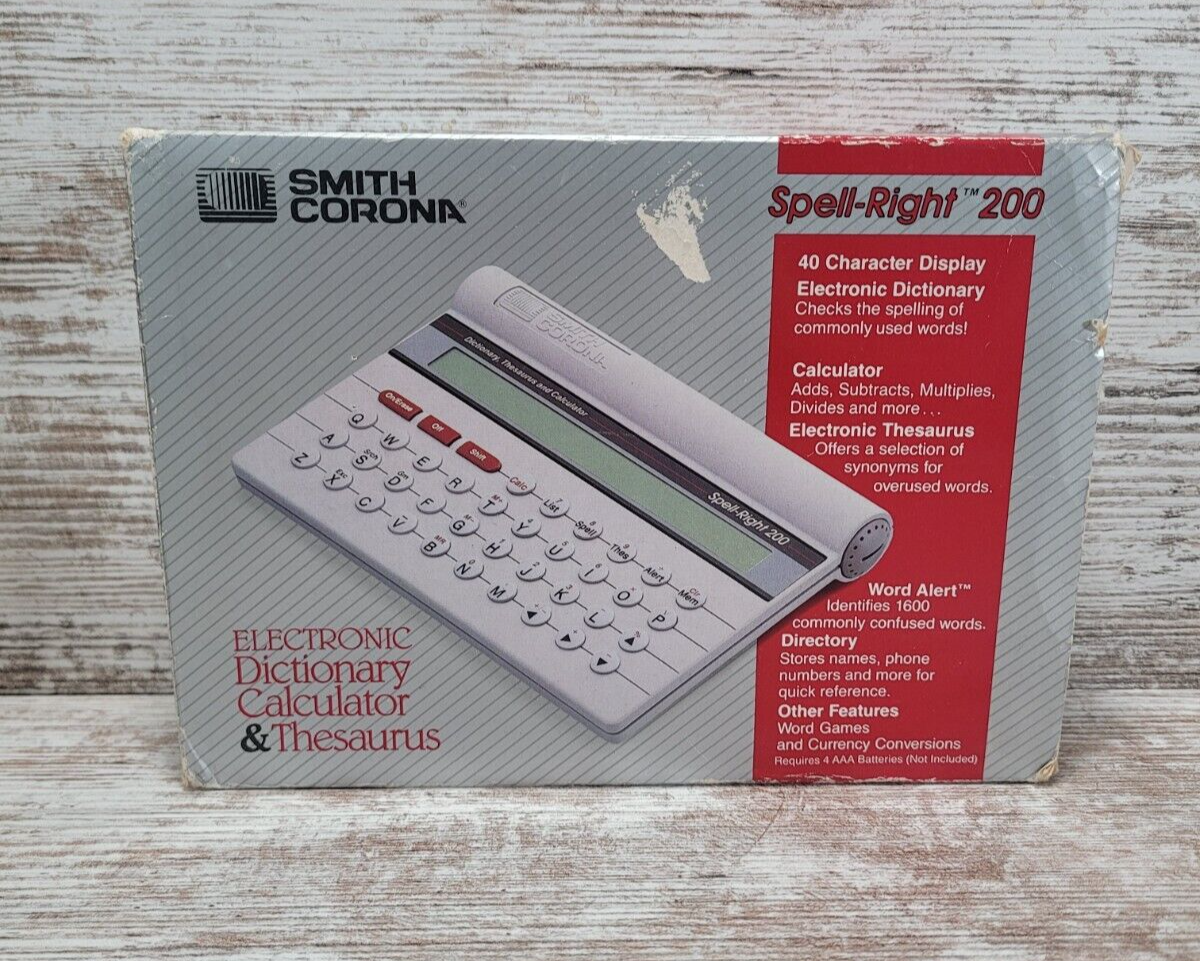 SMITH
CORONA®
Spell-Right™ 200
40 Character Display
Electronic Dictionary
Checks the spelling of
commonly used words!
Calculator
Adds, Subtracts, Multiplies,
Divides and more...
Electronic Thesaurus
Offers a selection of
synonyms for
overused words.
Word Alert™
Identifies 1600
commonly confused words.
Directory
Stores names, phone
numbers and more for
quick reference.
Other Features
Word Games
and Currency Conversions
Requires 4 AAA Batteries (Not Included)
SMITH
CORONA
Dictionary, Thesaurus and Calculator
Spell-Right 200
On/Erase Off Shift
Calc List Spell Thes Alert Clr Mem
Q W E R T Y U I O P
A S D F G H J K L
Z X C V B N M
ELECTRONIC
Dictionary
Calculator
&Thesaurus